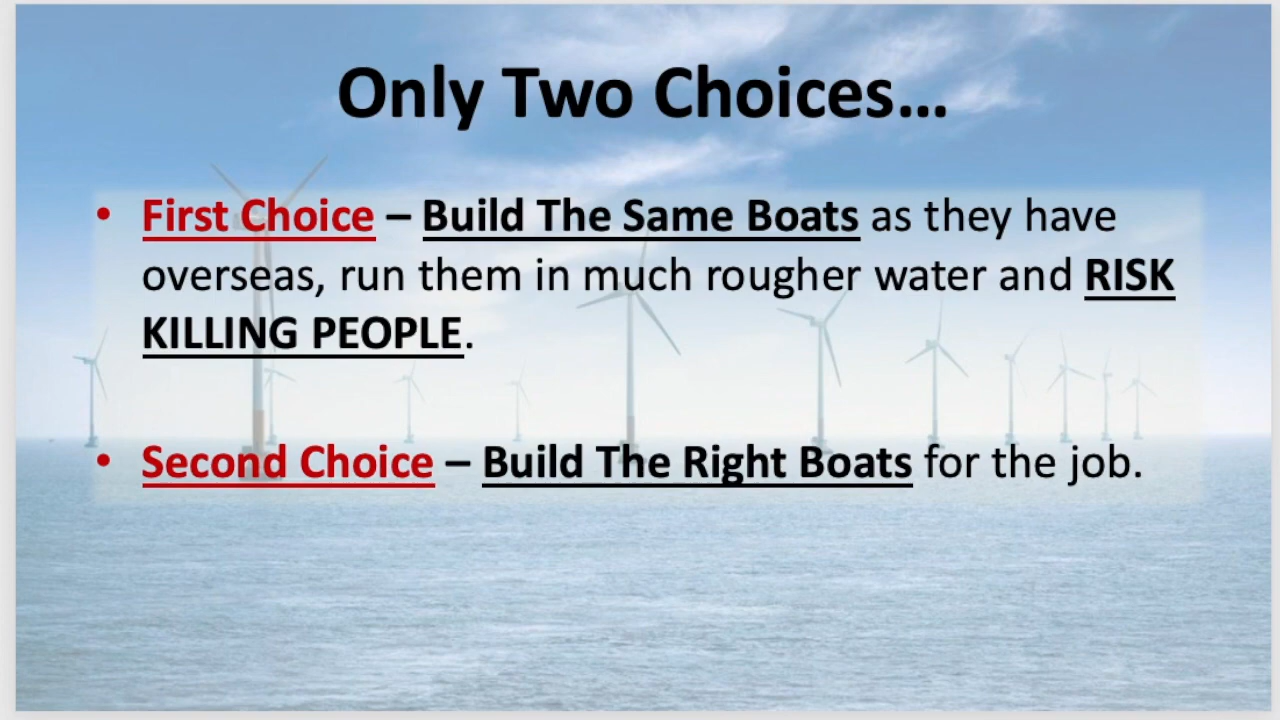 Only Two Choices...
• First Choice – Build The Same Boats as they have
overseas, run them in much rougher water and RISK
KILLING PEOPLE.
• Second Choice – Build The Right Boats for the job.